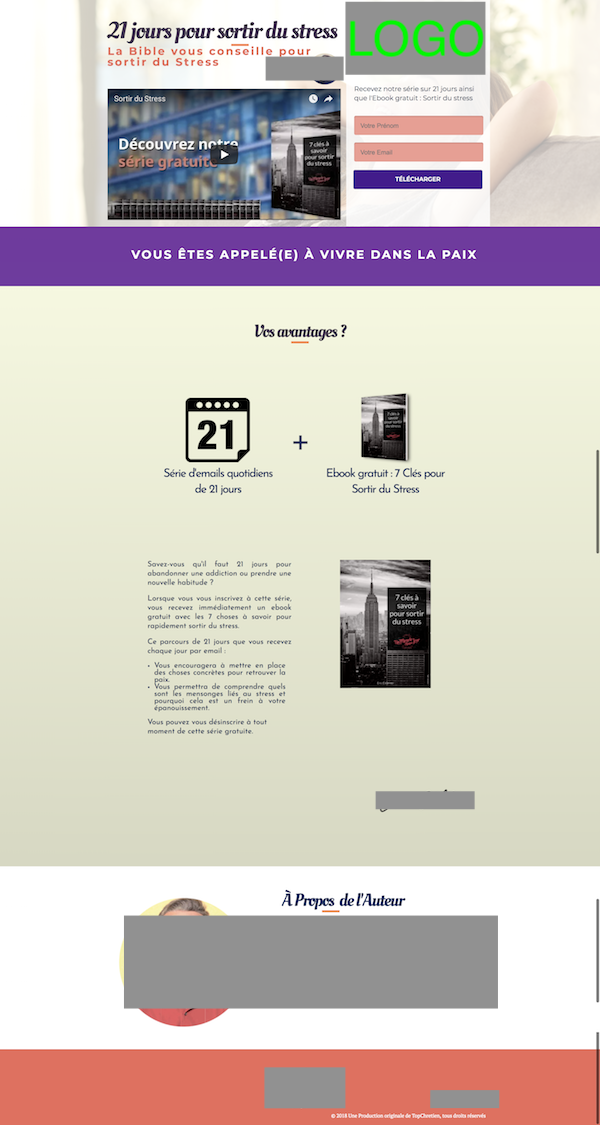 21 jours pour sortir du stress
La Bible vous conseille pour
sortir du Stress
LOGO
Sortir du Stress
Découvrez notre
série gratuite
7 clés à
savoir
pour sortir
du stress
Recevez notre série sur 21 jours ainsi
que l'Ebook gratuit : Sortir du stress
Votre Prénom
Votre Email
TÉLÉCHARGER
VOUS ÊTES APPELÉ(E) À VIVRE DANS LA PAIX
Vos avantages ?
21
+
7 clés à
savoir
pour sortir
du stress
Série d'emails quotidiens
de 21 jours
Ebook gratuit : 7 Clés pour
Sortir du Stress
Savez-vous qu'il faut 21 jours pour
abandonner une addiction ou prendre une
nouvelle habitude ?
Lorsque vous vous inscrivez à cette série,
vous recevez immédiatement un ebook
gratuit avec les 7 choses à savoir pour
rapidement sortir du stress.
Ce parcours de 21 jours que vous recevez
chaque jour par email :
• Vous encouragera à mettre en place
des choses concrètes pour retrouver la
paix.
• Vous permettra de comprendre quels
sont les mensonges liés au stress et
pourquoi cela est un frein à votre
épanouissement.
Vous pouvez vous désinscrire à tout
moment de cette série gratuite.
7 clés à
savoir
pour sortir
du stress
À Propos de l'Auteur
© 2018 Une Production originale de TopChretien, tous droits réservés